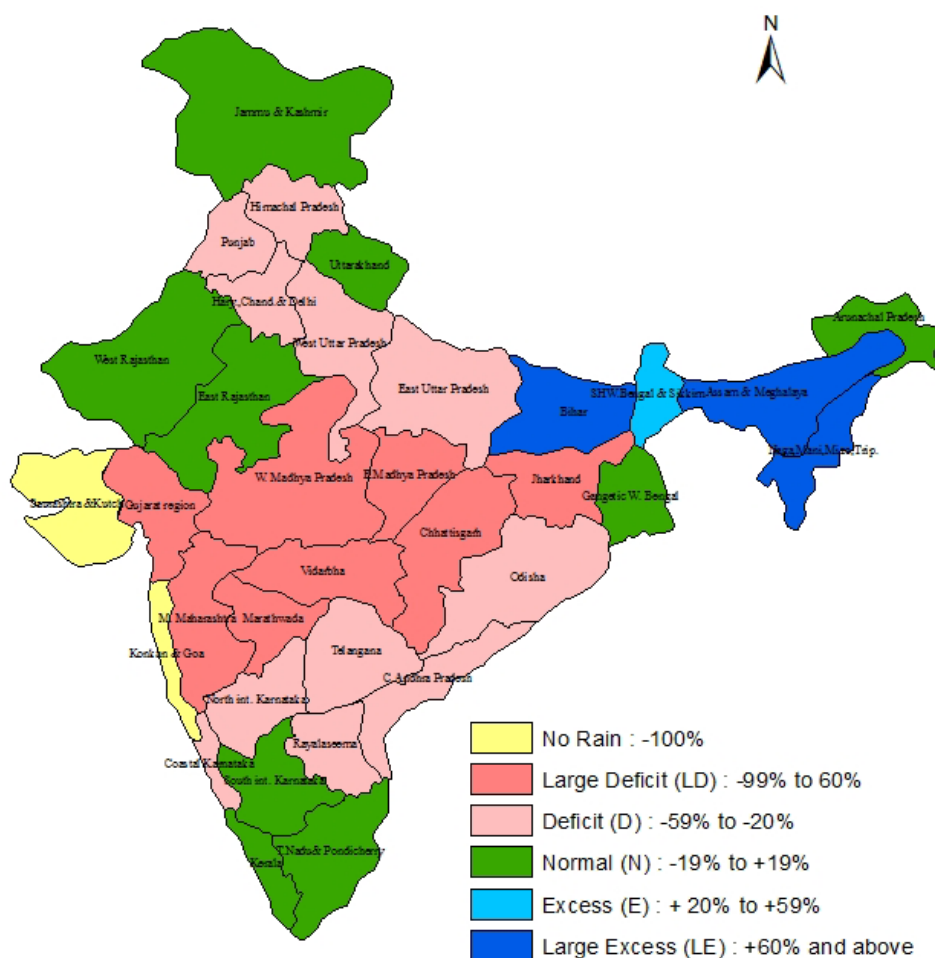 N
Jammu & Kashmir
Himachal Pradesh
Punjab
Uttarakhand
Hary., Chand. & Delhi
Arunachal Pradesh
West Uttar Pradesh
West Rajasthan
East Uttar Pradesh
East Rajasthan
SHW.Bengal & Sikkim
Assam & Meghalaya
Bihar
Naga,Mani,Mizo,Trip.
W. Madhya Pradesh
E.Madhya Pradesh
Jharkhand
Saurashtra &Kutch
Gujarat region
Gangetic W. Bengal
Chhattisgarh
Vidarbha
Odisha
M. Maharashtra
Marathwada
Konkan & Goa
Telangana
C.Andhra Pradesh
North int. Karnataka
Rayalaseema
Coastal Karnataka
South int. Karnataka
T.Nadu& Pondicherry
Kerala
No Rain : -100%
Large Deficit (LD) : -99% to 60%
Deficit (D) : -59% to -20%
Normal (N) : -19% to +19%
Excess (E) : + 20% to +59%
Large Excess (LE) : +60% and above